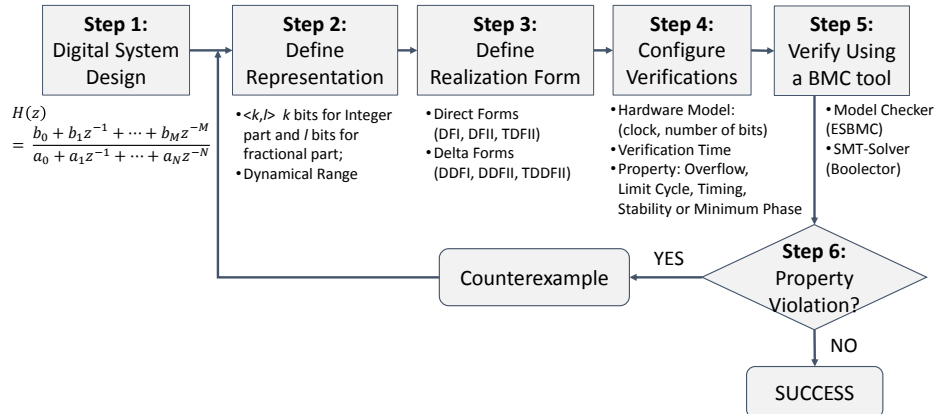 Step 1:
Digital System
Design
H(z)
= b₀ + b₁z⁻¹ + ⋯ + b_M z⁻ᴹ
a₀ + a₁z⁻¹ + ⋯ + a_N z⁻ᴺ
Step 2:
Define
Representation
•<k,l> k bits for Integer
part and l bits for
fractional part;
•Dynamical Range
Step 3:
Define
Realization Form
•Direct Forms
(DFI, DFII, TDFII)
•Delta Forms
(DDFI, DDFII, TDDFII)
Step 4:
Configure
Verifications
•Hardware Model:
(clock, number of bits)
•Verification Time
•Property: Overflow,
Limit Cycle, Timing,
Stability or Minimum Phase
Step 5:
Verify Using
a BMC tool
•Model Checker
(ESBMC)
•SMT-Solver
(Boolector)
Step 6:
Property
Violation?
YES
Counterexample
NO
SUCCESS